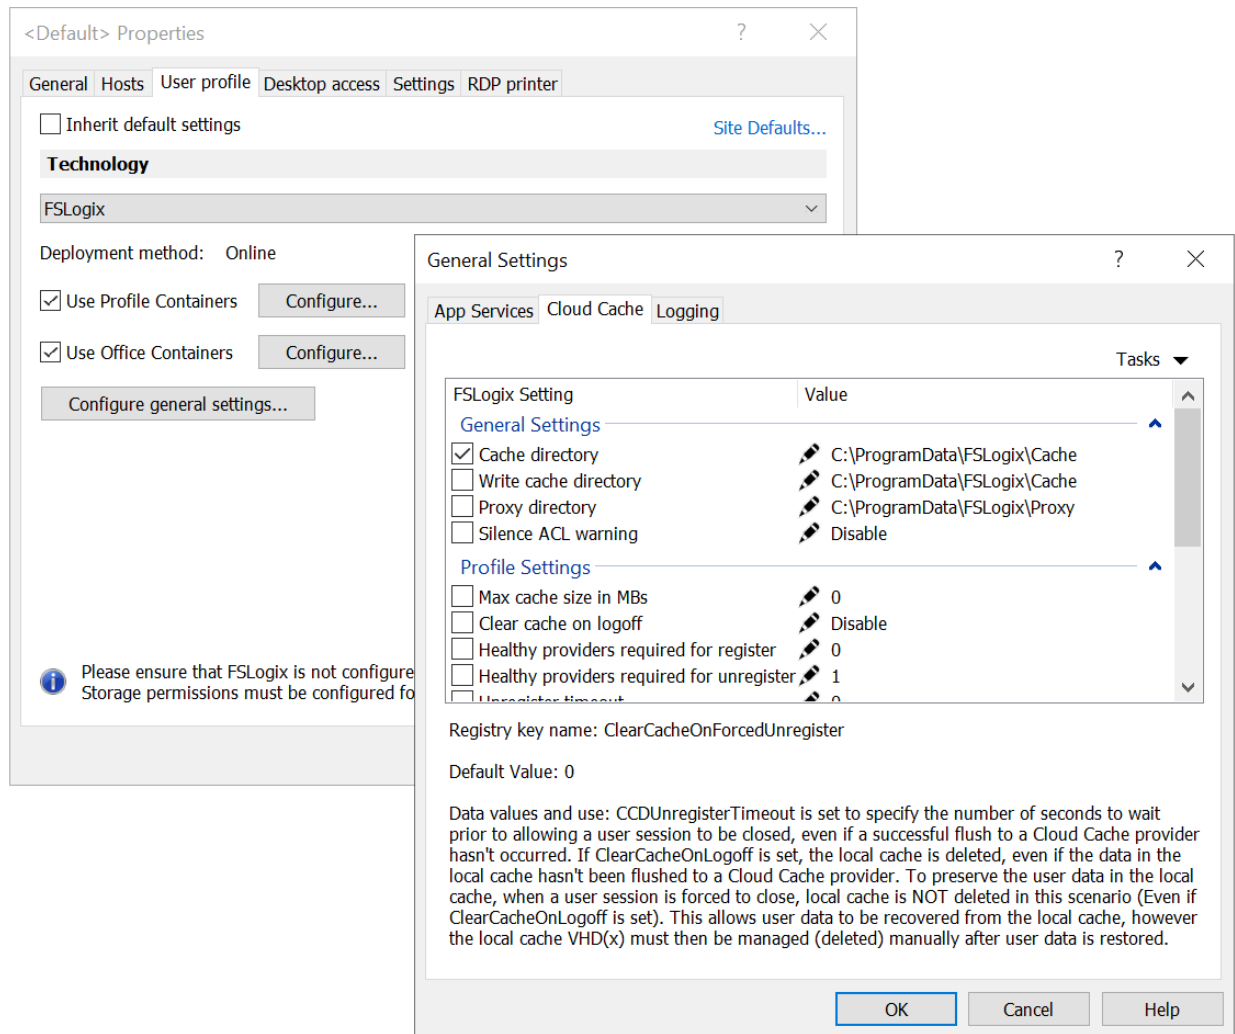 <Default> Properties
General Hosts User profile Desktop access Settings RDP printer
Inherit default settings
Site Defaults...
Technology
FSLogix
Deployment method: Online
Use Profile Containers Configure...
Use Office Containers Configure...
Configure general settings...
Please ensure that FSLogix is not configure
Storage permissions must be configured fo
General Settings
App Services Cloud Cache Logging
Tasks
FSLogix Setting Value
General Settings
Cache directory C:\ProgramData\FSLogix\Cache
Write cache directory C:\ProgramData\FSLogix\Cache
Proxy directory C:\ProgramData\FSLogix\Proxy
Silence ACL warning Disable
Profile Settings
Max cache size in MBs 0
Clear cache on logoff Disable
Healthy providers required for register 0
Healthy providers required for unregister 1
Unregister timeout 0
Registry key name: ClearCacheOnForcedUnregister
Default Value: 0
Data values and use: CCDUnregisterTimeout is set to specify the number of seconds to wait
prior to allowing a user session to be closed, even if a successful flush to a Cloud Cache provider
hasn't occurred. If ClearCacheOnLogoff is set, the local cache is deleted, even if the data in the
local cache hasn't been flushed to a Cloud Cache provider. To preserve the user data in the local
cache, when a user session is forced to close, local cache is NOT deleted in this scenario (Even if
ClearCacheOnLogoff is set). This allows user data to be recovered from the local cache, however
the local cache VHD(x) must then be managed (deleted) manually after user data is restored.
OK Cancel Help